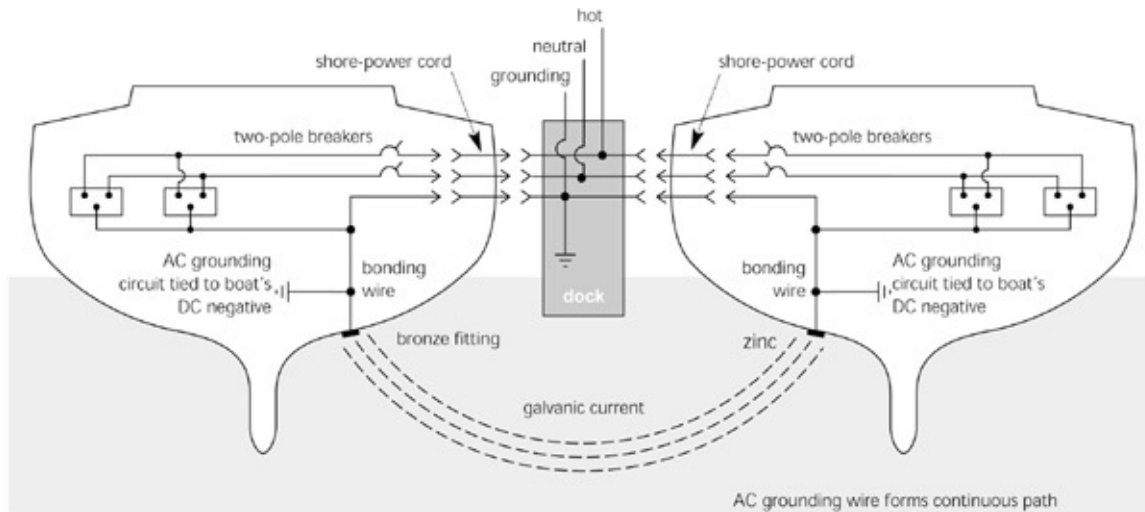 hot
neutral
shore-power cord
grounding
shore-power cord
two-pole breakers
two-pole breakers
AC grounding
circuit tied to boat's
DC negative
bonding
wire
dock
bonding
wire
AC grounding
circuit tied to boat's
DC negative
bronze fitting
zinc
galvanic current
AC grounding wire forms continuous path